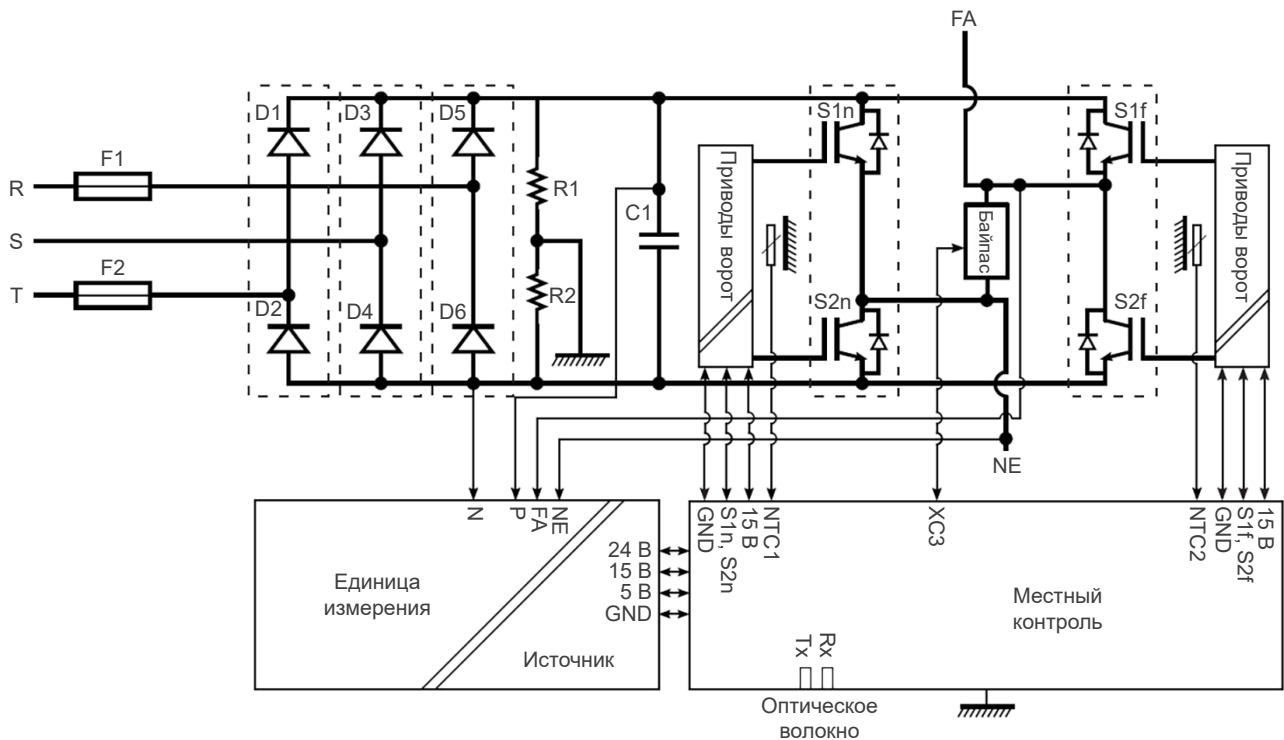 FA
D1
D3
D5
S1n
S1f
F1
R
R1
C1
Приводы ворот
Байпас
Приводы ворот
S
F2
T
R2
D2
D4
D6
S2n
S2f
NE
N
P
FA
NE
GND
S1n, S2n
15 В
NTC1
XC3
NTC2
GND
S1f, S2f
15 В
24 В
15 В
5 В
GND
Единица
измерения
Источник
Местный
контроль
Tx
Rx
Оптическое
волокно